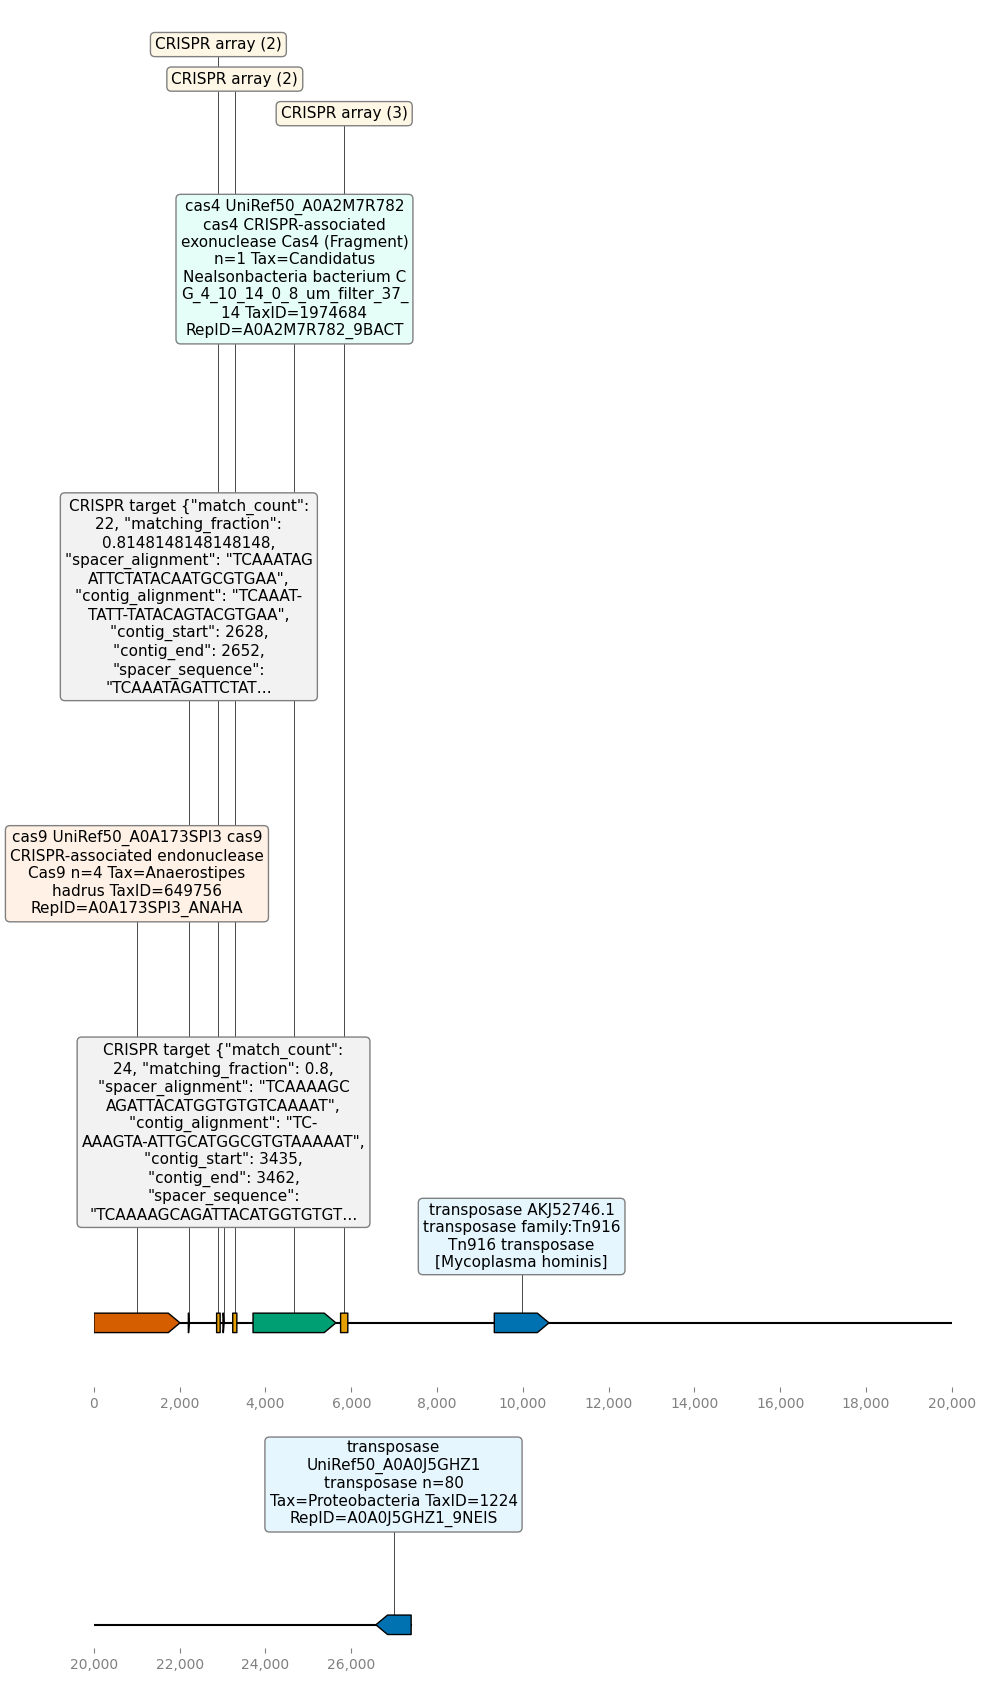 CRISPR array (2)
CRISPR array (2)
CRISPR array (3)
cas4 UniRef50_A0A2M7R782
cas4 CRISPR-associated
exonuclease Cas4 (Fragment)
n=1 Tax=Candidatus
Nealsonbacteria bacterium C
G_4_10_14_0_8_um_filter_37_
14 TaxID=1974684
RepID=A0A2M7R782_9BACT
CRISPR target {"match_count":
22, "matching_fraction":
0.8148148148148148,
"spacer_alignment": "TCAAATAG
ATTCTATACAATGCGTGAA",
"contig_alignment": "TCAAAT-
TATT-TATACAGTACGTGAA",
"contig_start": 2628,
"contig_end": 2652,
"spacer_sequence":
"TCAAATAGATTCTAT…
cas9 UniRef50_A0A173SPI3 cas9
CRISPR-associated endonuclease
Cas9 n=4 Tax=Anaerostipes
hadrus TaxID=649756
RepID=A0A173SPI3_ANAHA
CRISPR target {"match_count":
24, "matching_fraction": 0.8,
"spacer_alignment": "TCAAAAGC
AGATTACATGGTGTGTCAAAAT",
"contig_alignment": "TC-
AAAGTA-ATTGCATGGCGTGTAAAAAT",
"contig_start": 3435,
"contig_end": 3462,
"spacer_sequence":
"TCAAAAGCAGATTACATGGTGTGT…
transposase AKJ52746.1
transposase family:Tn916
Tn916 transposase
[Mycoplasma hominis]
0 2,000 4,000 6,000 8,000 10,000 12,000 14,000 16,000 18,000 20,000
transposase
UniRef50_A0A0J5GHZ1
transposase n=80
Tax=Proteobacteria TaxID=1224
RepID=A0A0J5GHZ1_9NEIS
20,000 22,000 24,000 26,000